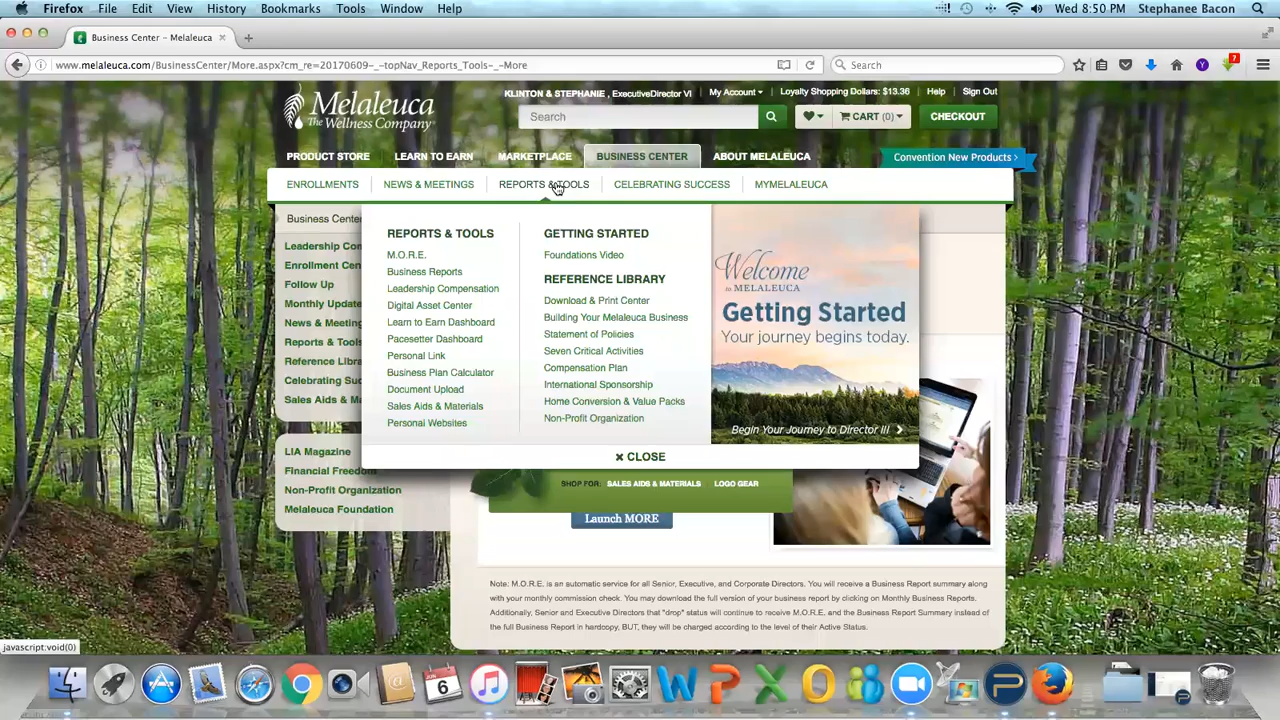 Firefox File Edit View History Bookmarks Tools Window Help Wed 8:50 PM Stephanee Bacon
Business Center – Melaleuca
www.melaleuca.com/BusinessCenter/More.aspx?cm_re=20170609-_-topNav_Reports_Tools-_-More Search 7
KLINTON & STEPHANIE , ExecutiveDirector VI My Account Loyalty Shopping Dollars: $13.36 Help Sign Out
Melaleuca
The Wellness Company
Search CART (0) CHECKOUT
PRODUCT STORE LEARN TO EARN MARKETPLACE BUSINESS CENTER ABOUT MELALEUCA Convention New Products ›
ENROLLMENTS NEWS & MEETINGS REPORTS & TOOLS CELEBRATING SUCCESS MYMELALEUCA
Business Center
Leadership Com
Enrollment Cen
Follow Up
Monthly Update
News & Meeting
Reports & Tools
Reference Libra
Celebrating Suc
Sales Aids & Ma
LIA Magazine
Financial Freedom
Non-Profit Organization
Melaleuca Foundation
REPORTS & TOOLS
M.O.R.E.
Business Reports
Leadership Compensation
Digital Asset Center
Learn to Earn Dashboard
Pacesetter Dashboard
Personal Link
Business Plan Calculator
Document Upload
Sales Aids & Materials
Personal Websites
GETTING STARTED
Foundations Video
REFERENCE LIBRARY
Download & Print Center
Building Your Melaleuca Business
Statement of Policies
Seven Critical Activities
Compensation Plan
International Sponsorship
Home Conversion & Value Packs
Non-Profit Organization
Welcome
to MELALEUCA
Getting Started
Your journey begins today.
Begin Your Journey to Director III
CLOSE
SHOP FOR: SALES AIDS & MATERIALS LOGO GEAR
Launch MORE
Note: M.O.R.E. is an automatic service for all Senior, Executive, and Corporate Directors. You will receive a Business Report summary along
with your monthly commission check. You may download the full version of your business report by clicking on Monthly Business Reports.
Additionally, Senior and Executive Directors that "drop" status will continue to receive M.O.R.E. and the Business Report Summary instead of
the full Business Report in hardcopy, BUT, they will be charged according to the level of their Active Status.
javascript:void(0)
6